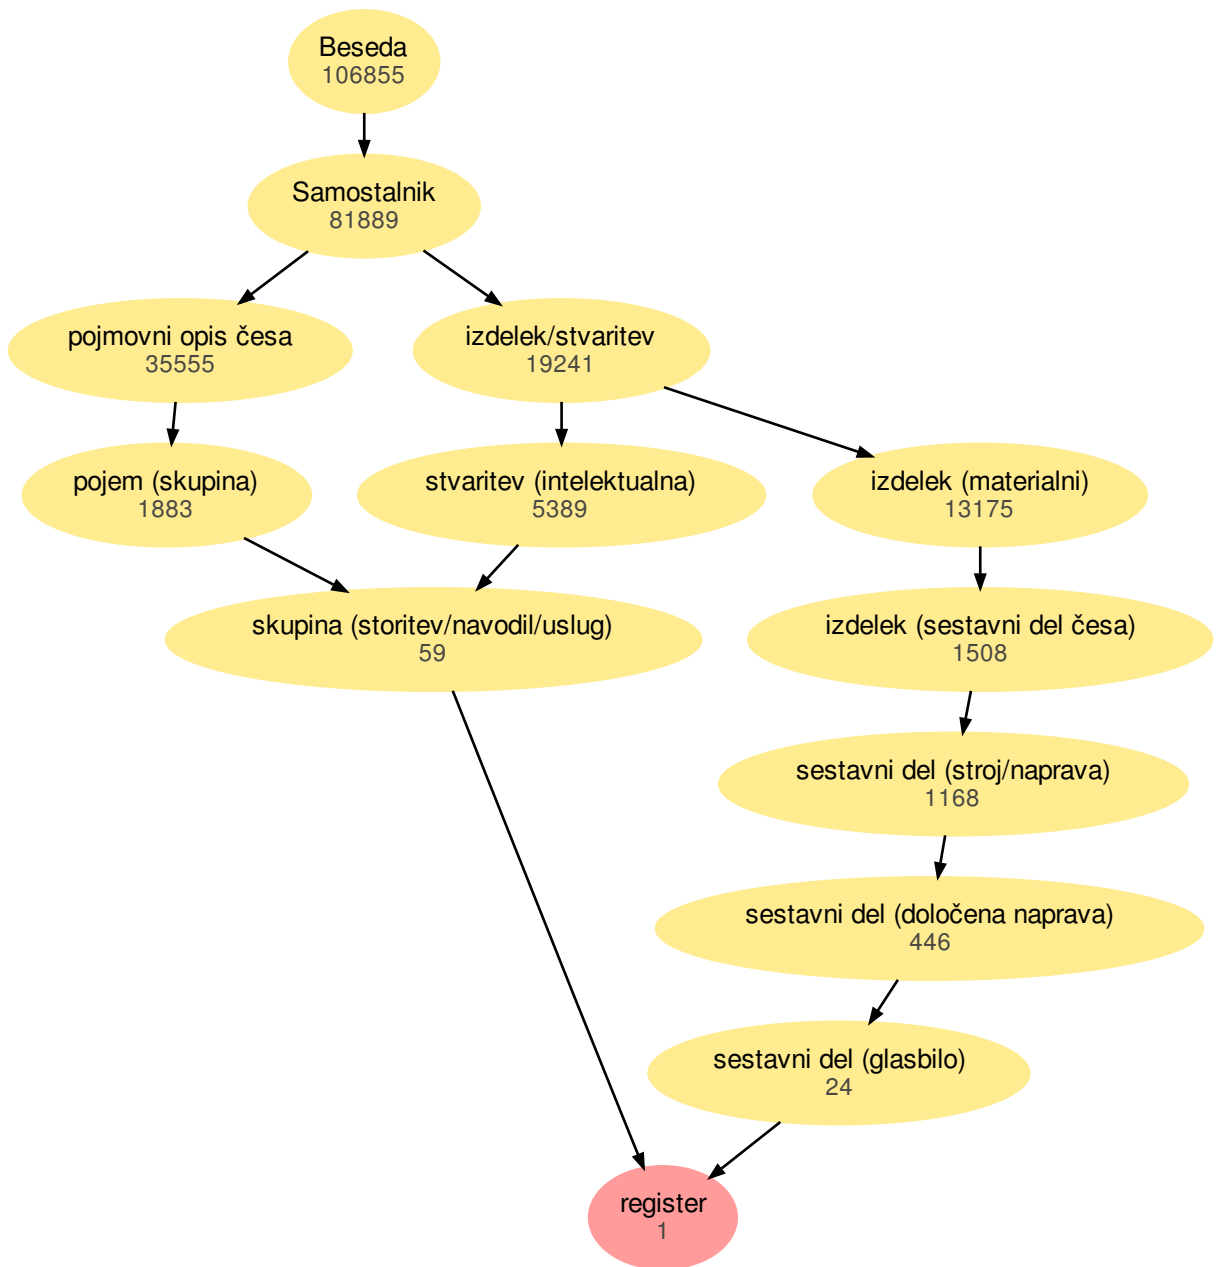 Beseda
106855
Samostalnik
81889
pojmovni opis česa
35555
izdelek/stvaritev
19241
pojem (skupina)
1883
stvaritev (intelektualna)
5389
izdelek (materialni)
13175
skupina (storitev/navodil/uslug)
59
izdelek (sestavni del česa)
1508
sestavni del (stroj/naprava)
1168
sestavni del (določena naprava)
446
sestavni del (glasbilo)
24
register
1